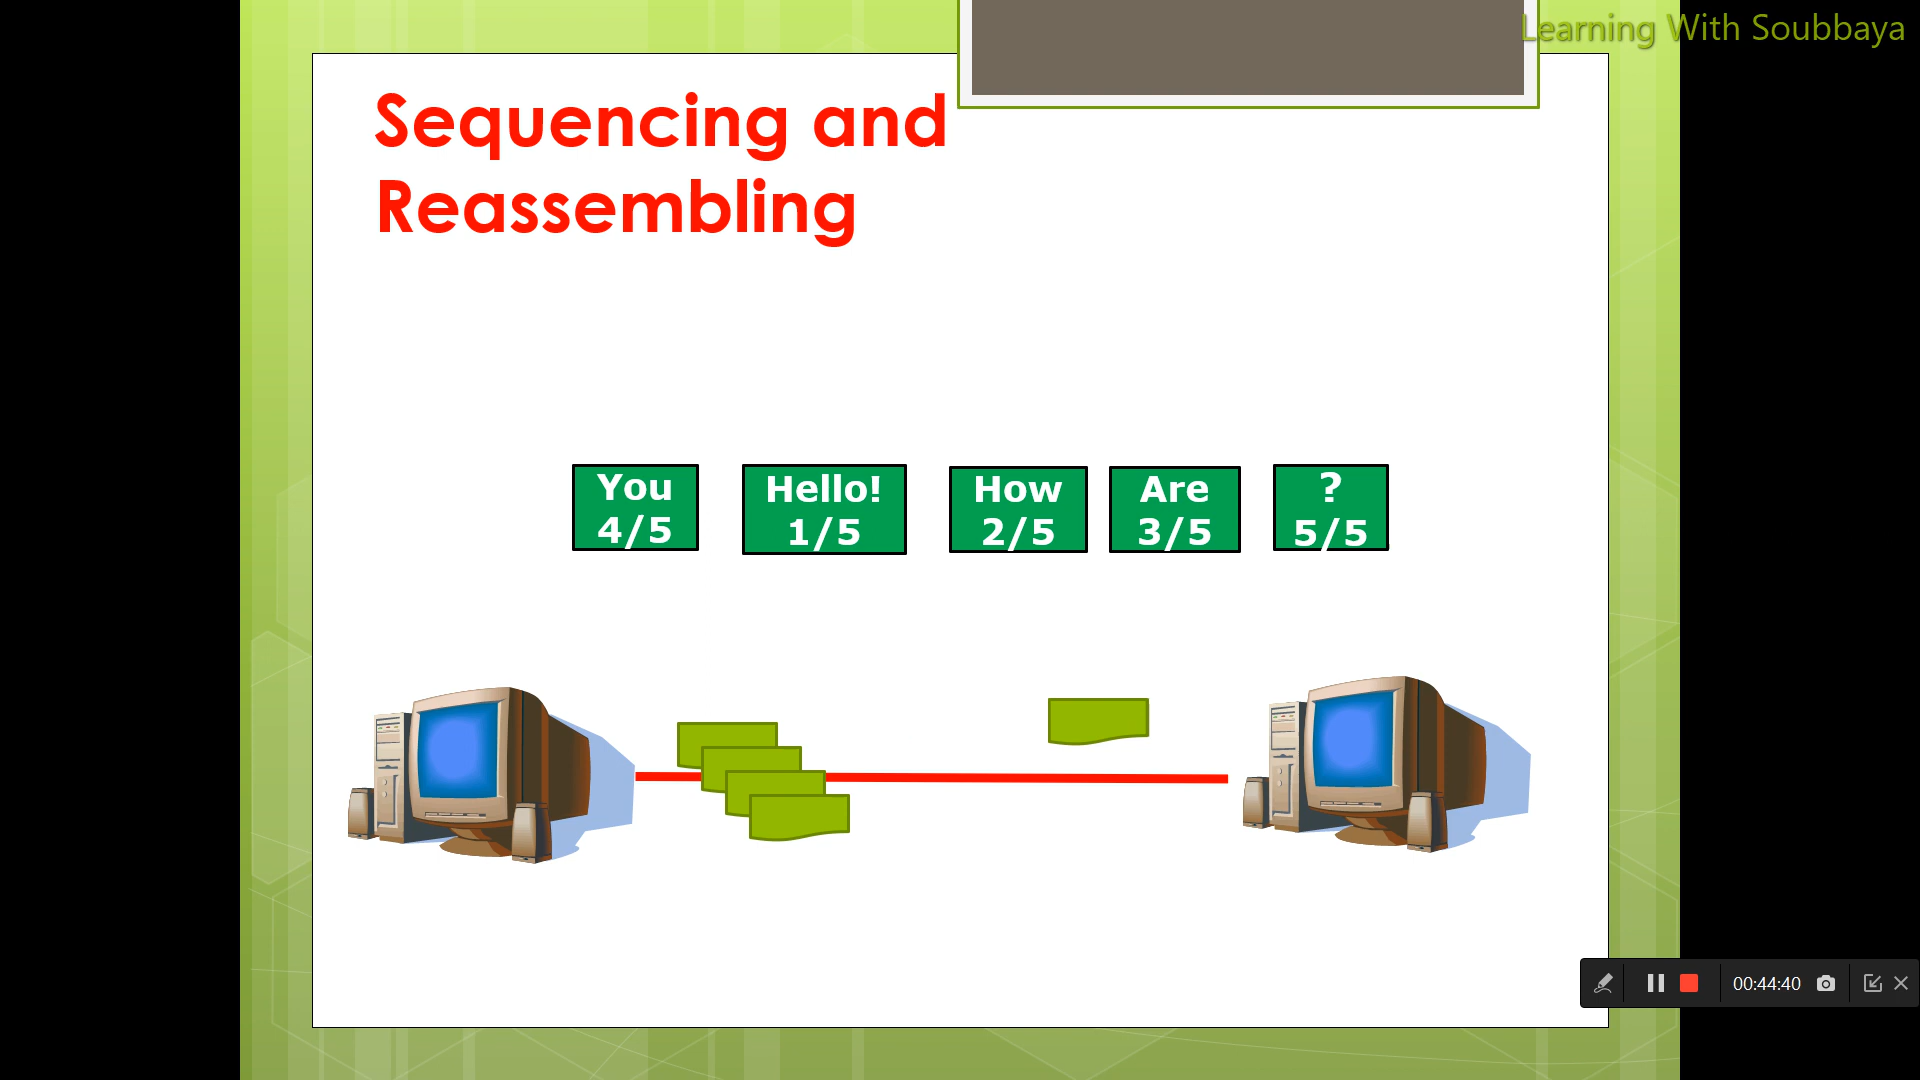 Learning With Soubbaya
Sequencing and
Reassembling
You
4/5
Hello!
1/5
How
2/5
Are
3/5
?
5/5
00:44:40